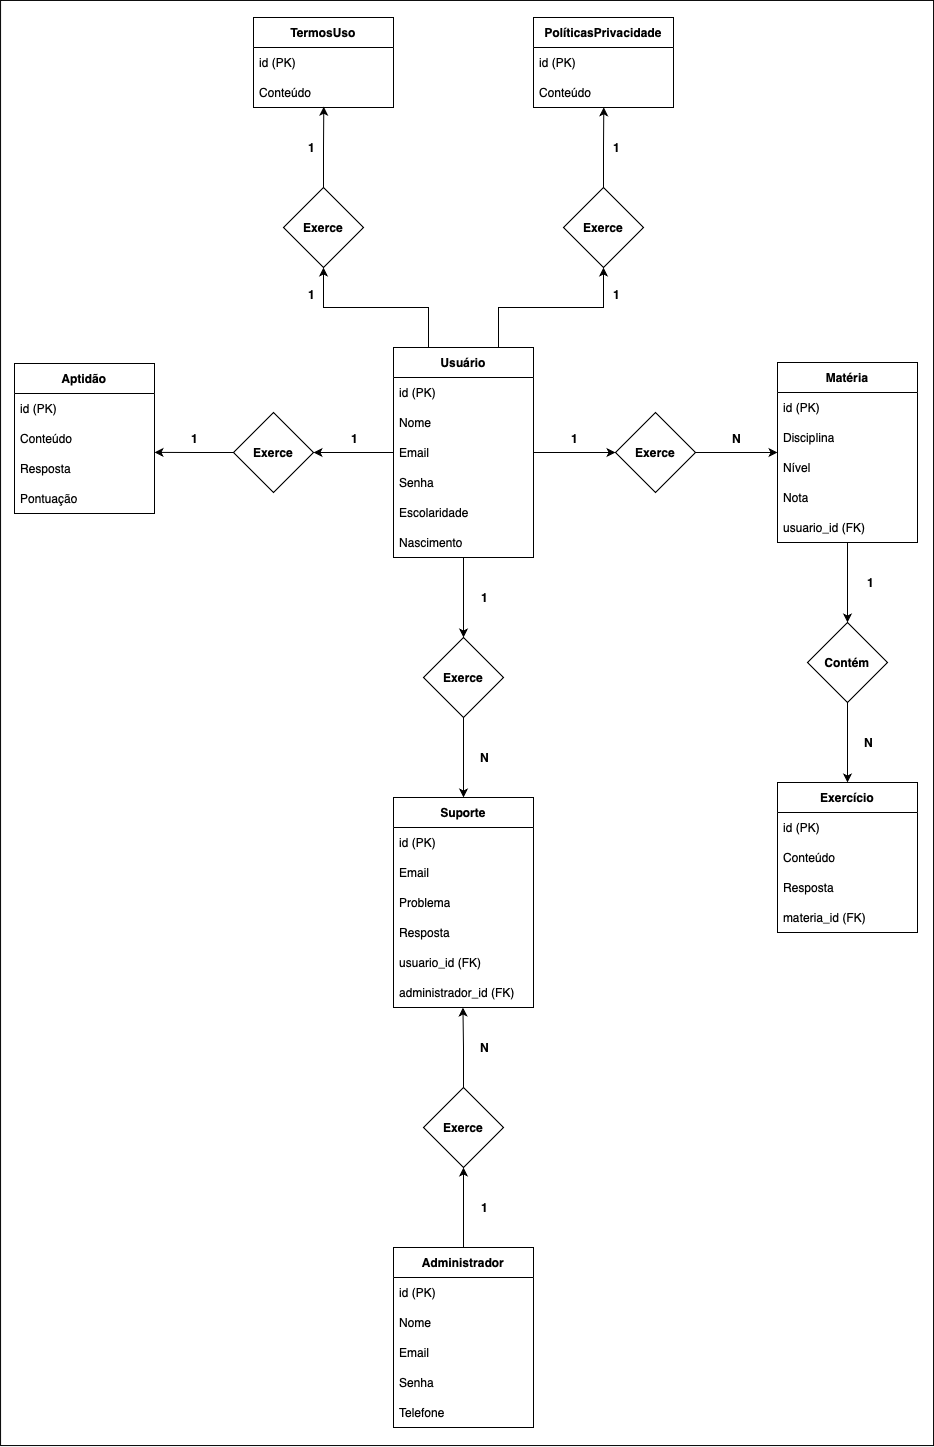 TermosUso
id (PK)
Conteúdo
PolíticasPrivacidade
id (PK)
Conteúdo
1
1
Exerce
Exerce
1
1
Aptidão
id (PK)
Conteúdo
Resposta
Pontuação
1
Exerce
1
Usuário
id (PK)
Nome
Email
Senha
Escolaridade
Nascimento
1
Exerce
N
Matéria
id (PK)
Disciplina
Nível
Nota
usuario_id (FK)
1
Exerce
N
1
Contém
N
Suporte
id (PK)
Email
Problema
Resposta
usuario_id (FK)
administrador_id (FK)
Exercício
id (PK)
Conteúdo
Resposta
materia_id (FK)
N
Exerce
1
Administrador
id (PK)
Nome
Email
Senha
Telefone